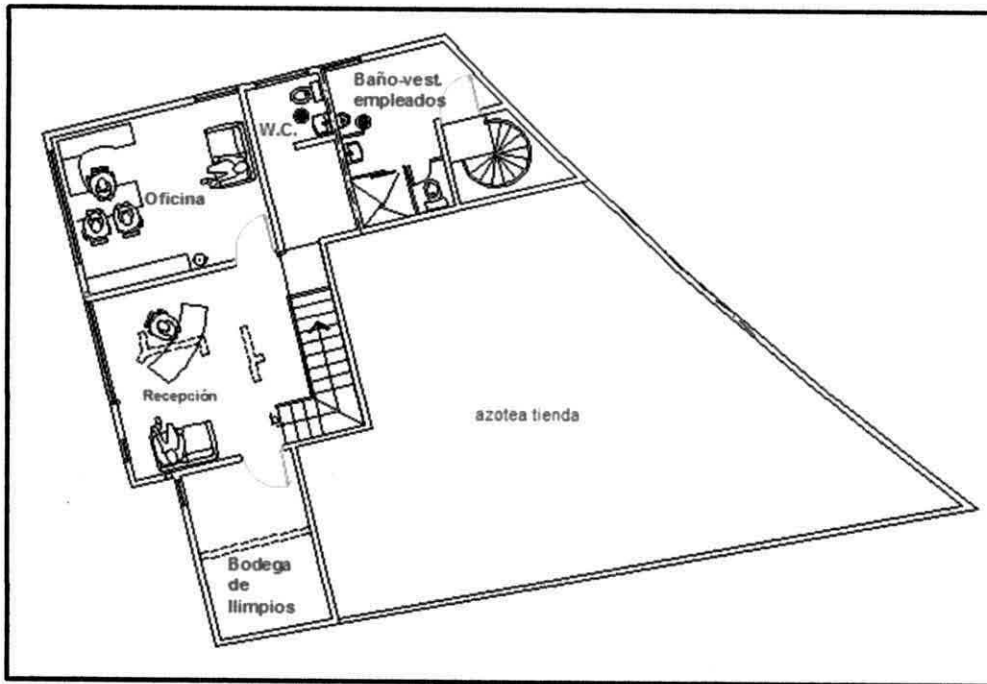 Baño-vest.
empleados
W.C.
Oficina
Recepción
azotea tienda
Bodega
de
llimpios